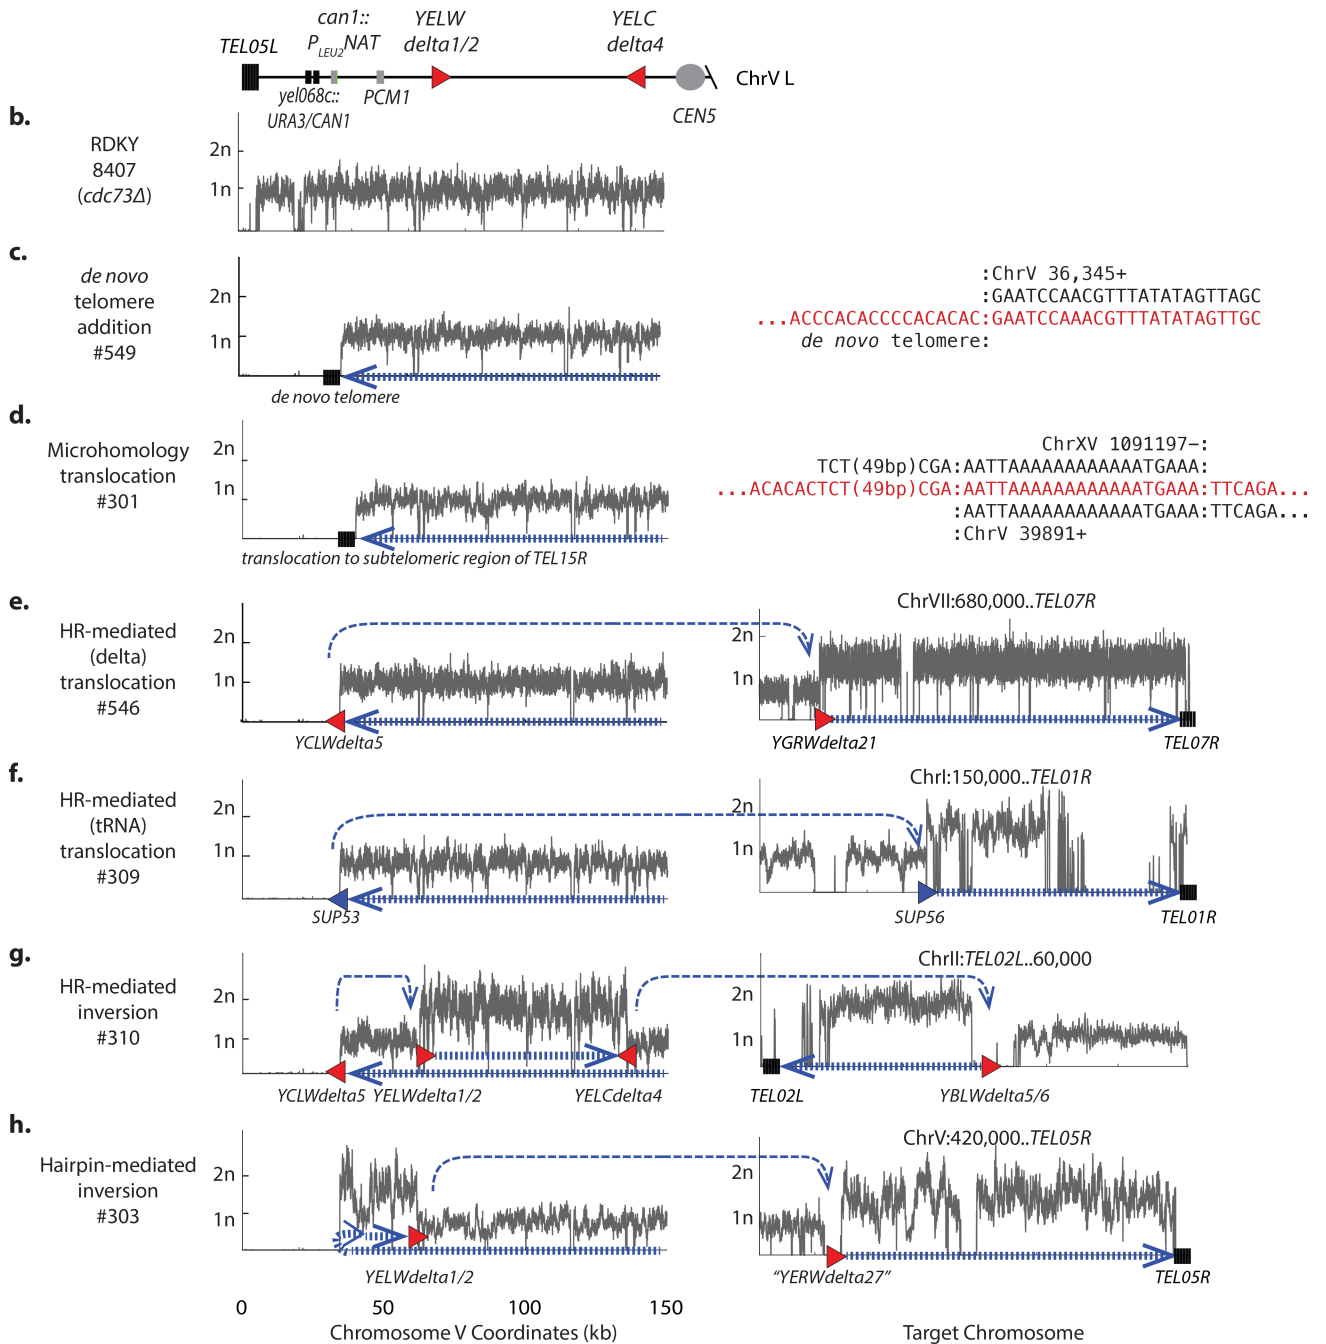 can1::
P_LEU2 NAT
YELW
delta1/2
YELC
delta4
TEL05L
ChrV L
yel068c::
URA3/CAN1
PCM1
CEN5
b.
RDKY
8407
(cdc73Δ)
2n
1n
c.
de novo
telomere
addition
#549
2n
1n
de novo telomere
:ChrV 36,345+
:GAATCCAACGTTTATATAGTTAGC
...ACCCACACCCCACACAC:GAATCCAAACGTTTATATAGTTGC
de novo telomere:
d.
Microhomology
translocation
#301
2n
1n
translocation to subtelomeric region of TEL15R
ChrXV 1091197–:
TCT(49bp)CGA:AATTAAAAAAAAAAAATGAAA:
...ACACACTCT(49bp)CGA:AATTAAAAAAAAAAAATGAAA:TTCAGA...
:AATTAAAAAAAAAAAATGAAA:TTCAGA...
:ChrV 39891+
e.
HR-mediated
(delta)
translocation
#546
2n
1n
YCLWdelta5
ChrVII:680,000..TEL07R
2n
1n
YGRWdelta21
TEL07R
f.
HR-mediated
(tRNA)
translocation
#309
2n
1n
SUP53
ChrI:150,000..TEL01R
2n
1n
SUP56
TEL01R
g.
HR-mediated
inversion
#310
2n
1n
YCLWdelta5 YELWdelta1/2
YELCdelta4
ChrII:TEL02L..60,000
2n
1n
TEL02L
YBLWdelta5/6
h.
Hairpin-mediated
inversion
#303
2n
1n
YELWdelta1/2
ChrV:420,000..TEL05R
2n
1n
“YERWdelta27”
TEL05R
0 50 100 150
Chromosome V Coordinates (kb)
Target Chromosome